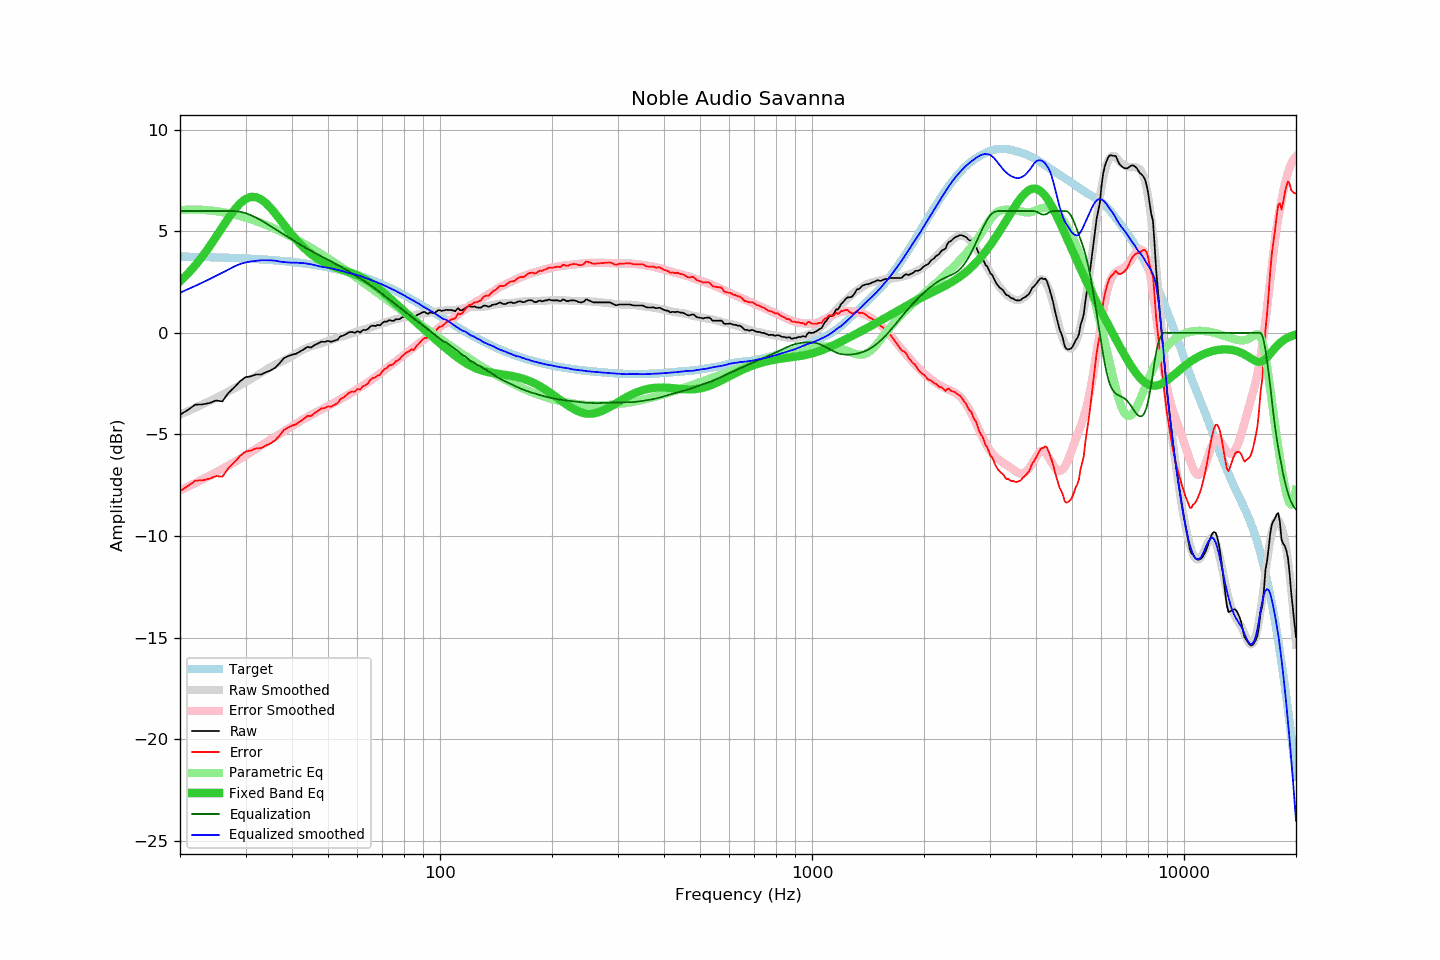 Noble Audio Savanna
10
5
0
−5
−10
−15
−20
−25
Amplitude (dBr)
Target
Raw Smoothed
Error Smoothed
Raw
Error
Parametric Eq
Fixed Band Eq
Equalization
Equalized smoothed
100
1000
10000
Frequency (Hz)